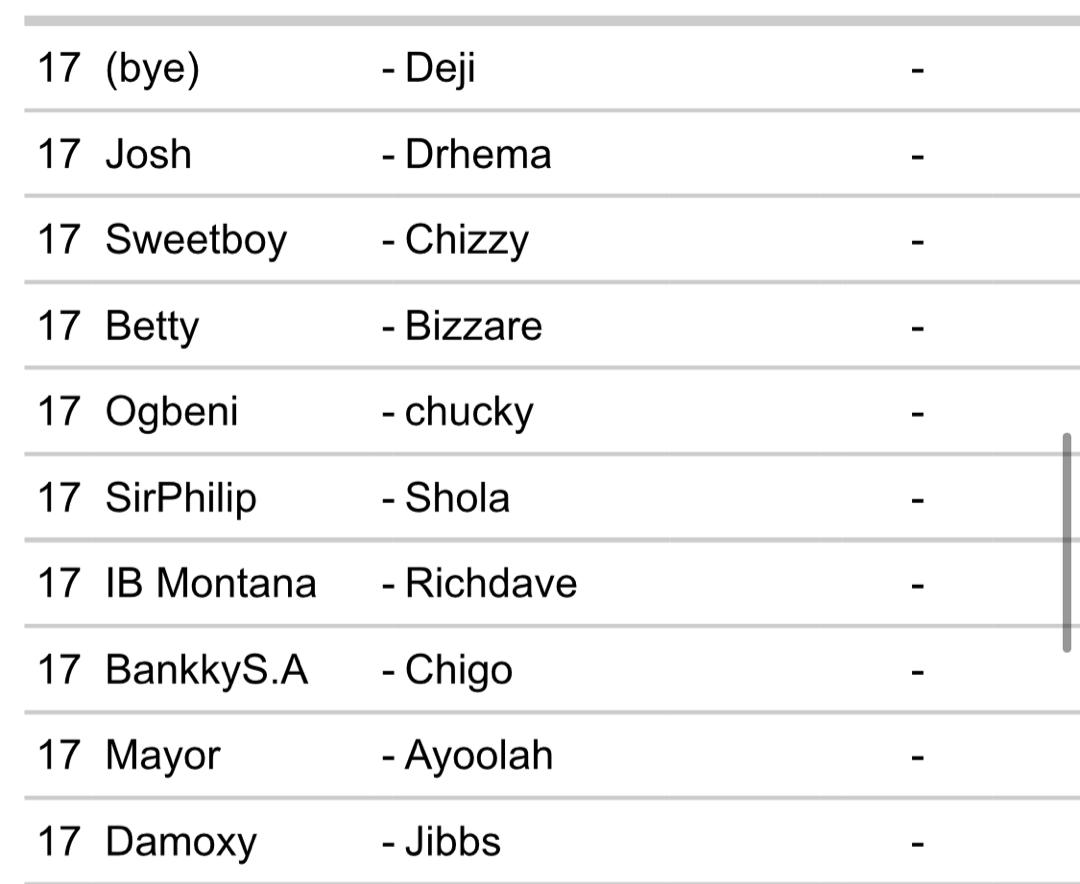 17 (bye) - Deji -
17 Josh - Drhema -
17 Sweetboy - Chizzy -
17 Betty - Bizzare -
17 Ogbeni - chucky -
17 SirPhilip - Shola -
17 IB Montana - Richdave -
17 BankkyS.A - Chigo -
17 Mayor - Ayoolah -
17 Damoxy - Jibbs -